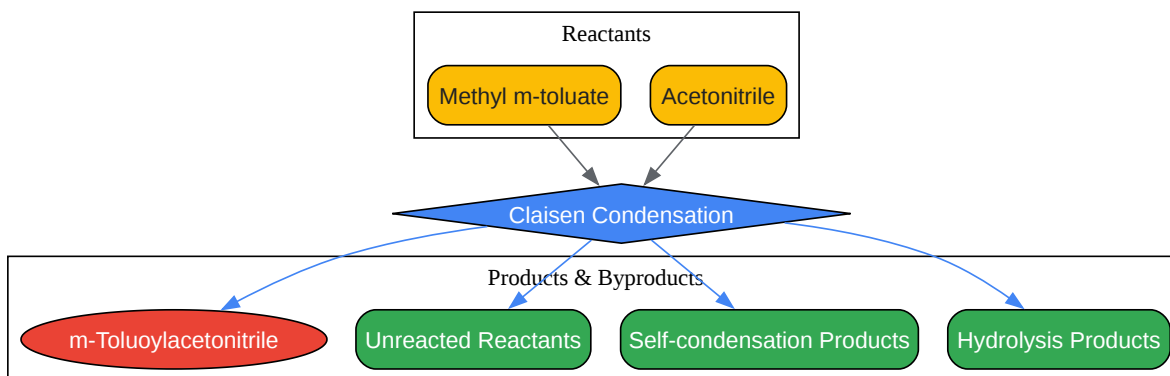 Reactants
Methyl m-toluate
Acetonitrile
Claisen Condensation
Products & Byproducts
m-Toluoylacetonitrile
Unreacted Reactants
Self-condensation Products
Hydrolysis Products